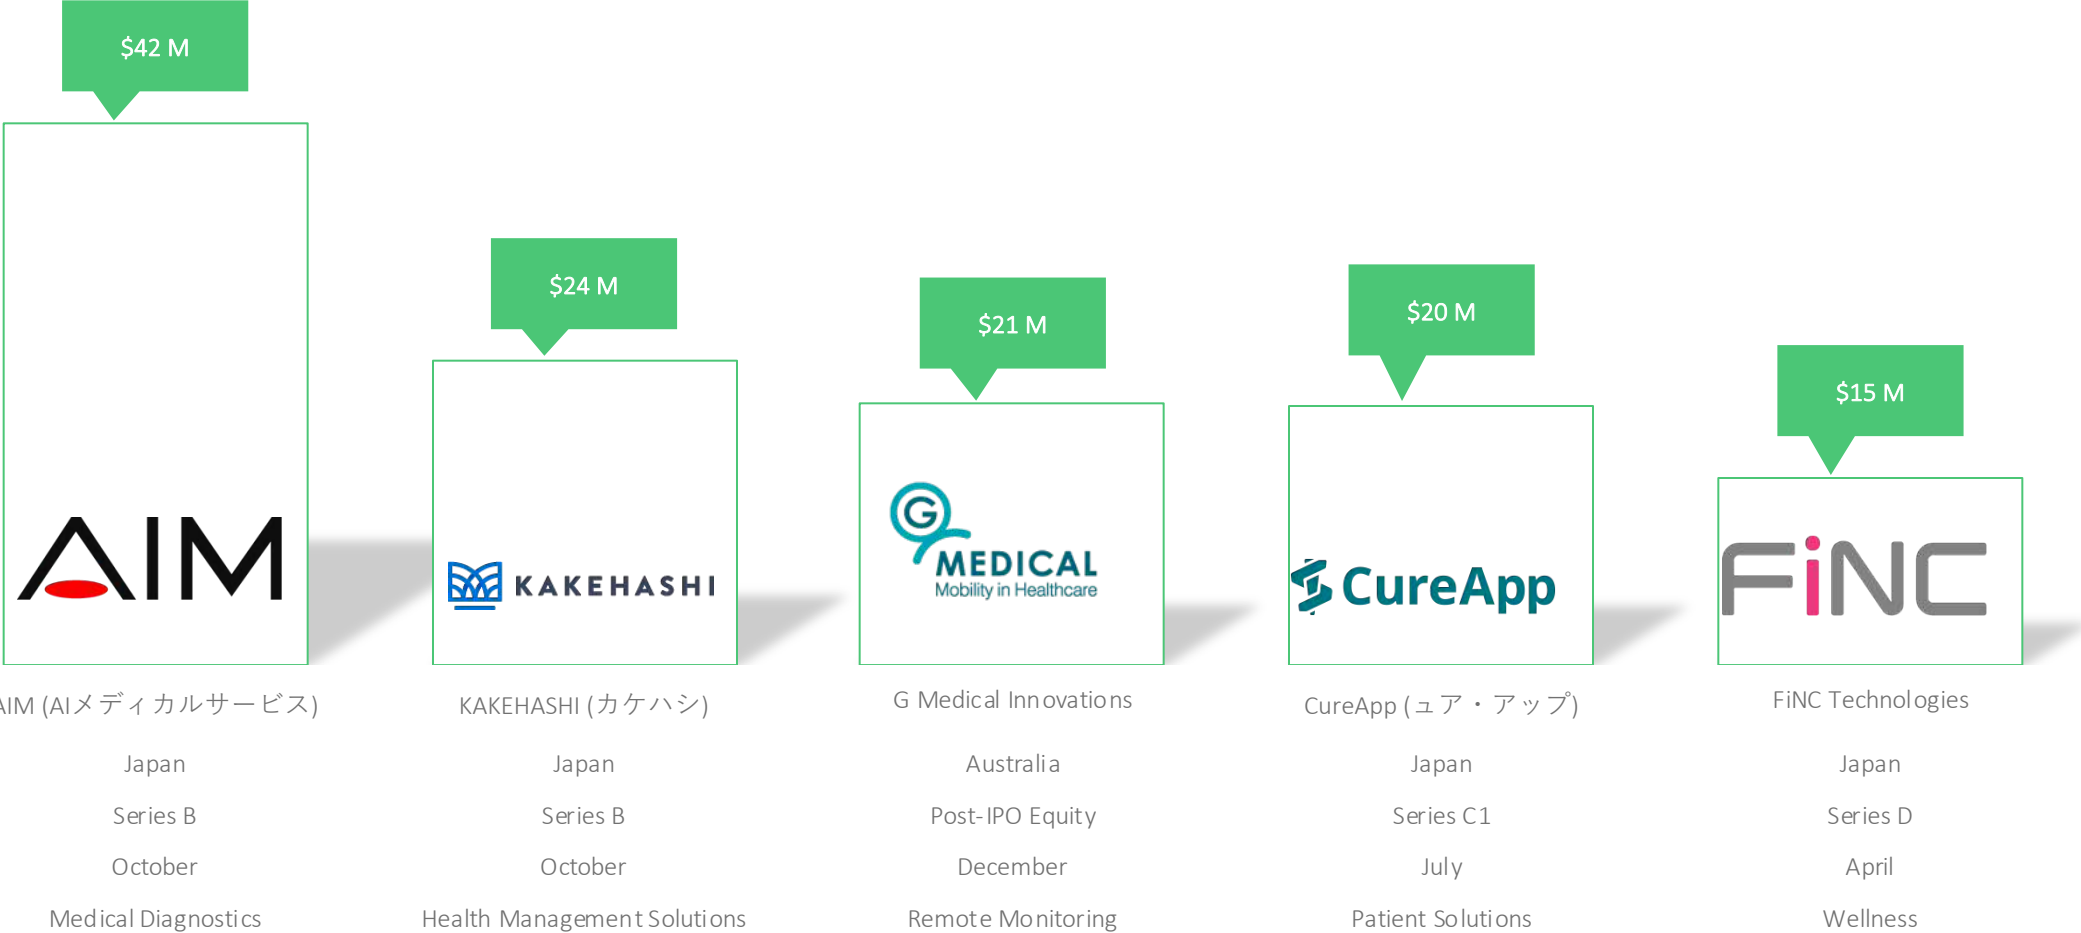 $42 M
$24 M
$21 M
$20 M
$15 M
AIM
KAKEHASHI
G
MEDICAL
Mobility in Healthcare
CureApp
FiNC
AIM (AIメディカルサービス)
KAKEHASHI (カケハシ)
G Medical Innovations
CureApp (ュア・アップ)
FiNC Technologies
Japan
Japan
Australia
Japan
Japan
Series B
Series B
Post-IPO Equity
Series C1
Series D
October
October
December
July
April
Medical Diagnostics
Health Management Solutions
Remote Monitoring
Patient Solutions
Wellness